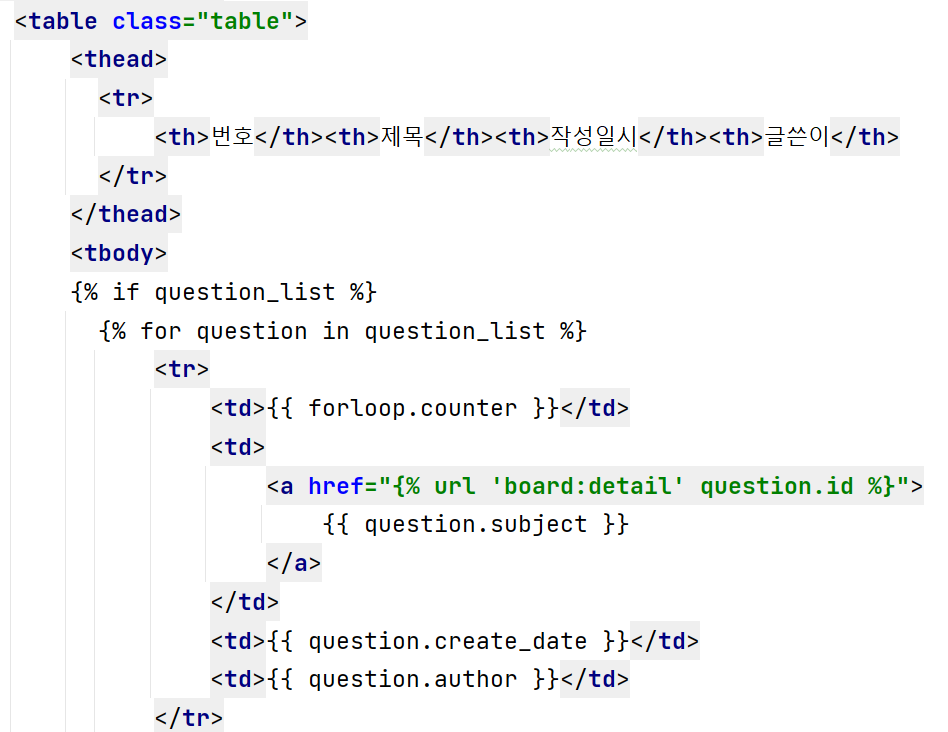 <table class="table">
<thead>
<tr>
<th>번호</th><th>제목</th><th>작성일시</th><th>글쓴이</th>
</tr>
</thead>
<tbody>
{% if question_list %}
{% for question in question_list %}
<tr>
<td>{{ forloop.counter }}</td>
<td>
<a href="{% url 'board:detail' question.id %}">
{{ question.subject }}
</a>
</td>
<td>{{ question.create_date }}</td>
<td>{{ question.author }}</td>
</tr>